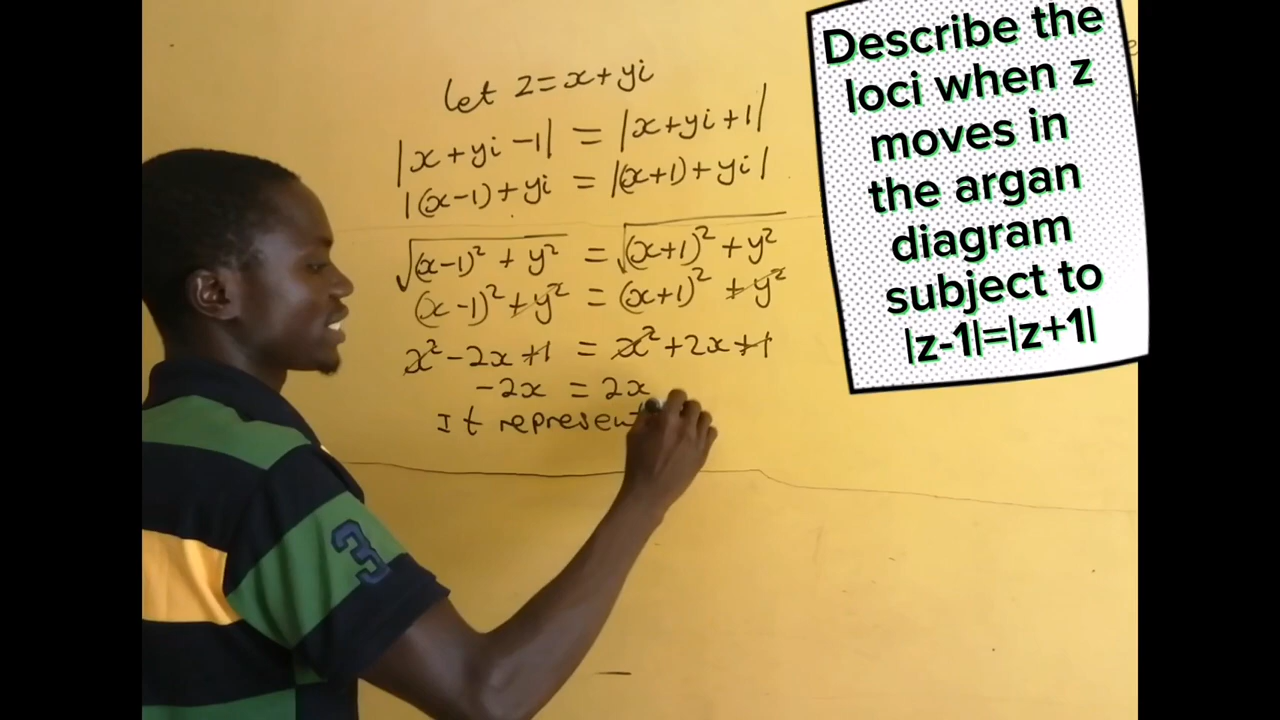 let z=x+yi
|x+yi-1| = |x+yi+1|
|(x-1)+yi = |(x+1)+yi|
√(x-1)²+y² = √(x+1)²+y²
(x-1)²+y² = (x+1)²+y²
x²-2x+1 = x²+2x+1
-2x = 2x
It represen
3
Describe the
loci when z
moves in
the argan
diagram
subject to
|z-1|=|z+1|